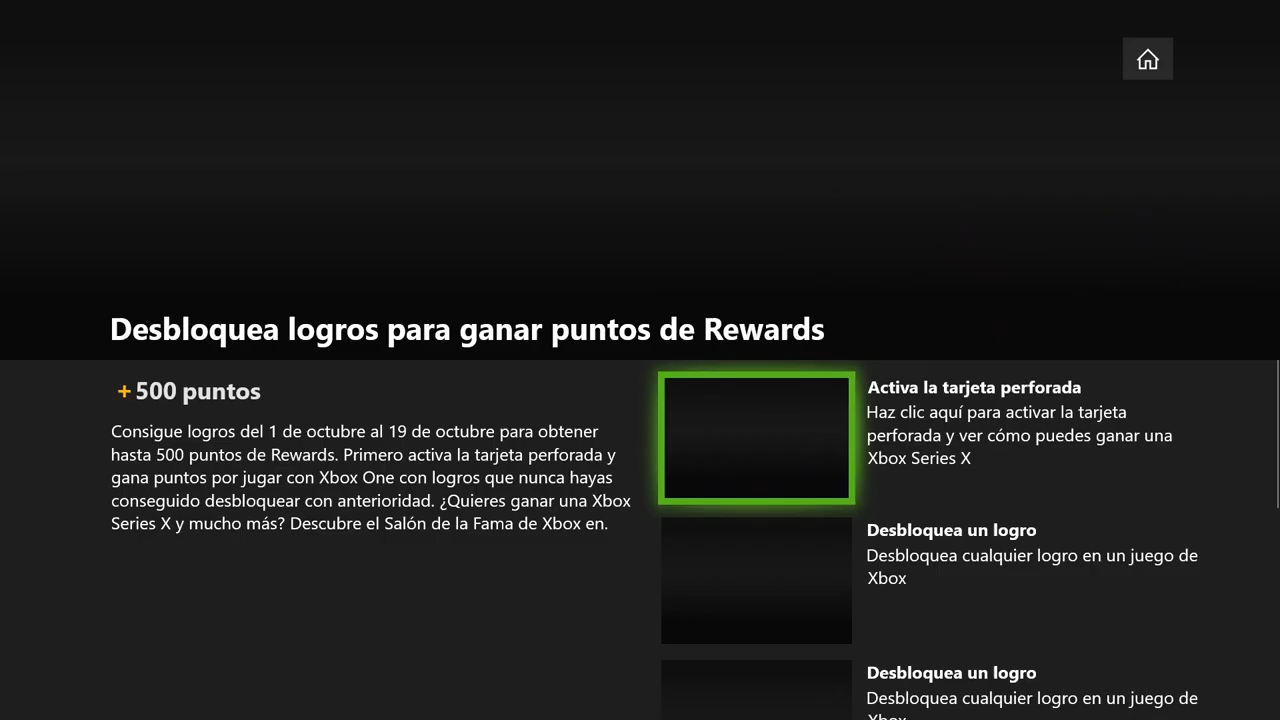 Desbloquea logros para ganar puntos de Rewards
+500 puntos
Consigue logros del 1 de octubre al 19 de octubre para obtener
hasta 500 puntos de Rewards. Primero activa la tarjeta perforada y
gana puntos por jugar con Xbox One con logros que nunca hayas
conseguido desbloquear con anterioridad. ¿Quieres ganar una Xbox
Series X y mucho más? Descubre el Salón de la Fama de Xbox en.
Activa la tarjeta perforada
Haz clic aquí para activar la tarjeta
perforada y ver cómo puedes ganar una
Xbox Series X
Desbloquea un logro
Desbloquea cualquier logro en un juego de
Xbox
Desbloquea un logro
Desbloquea cualquier logro en un juego de
Xbox